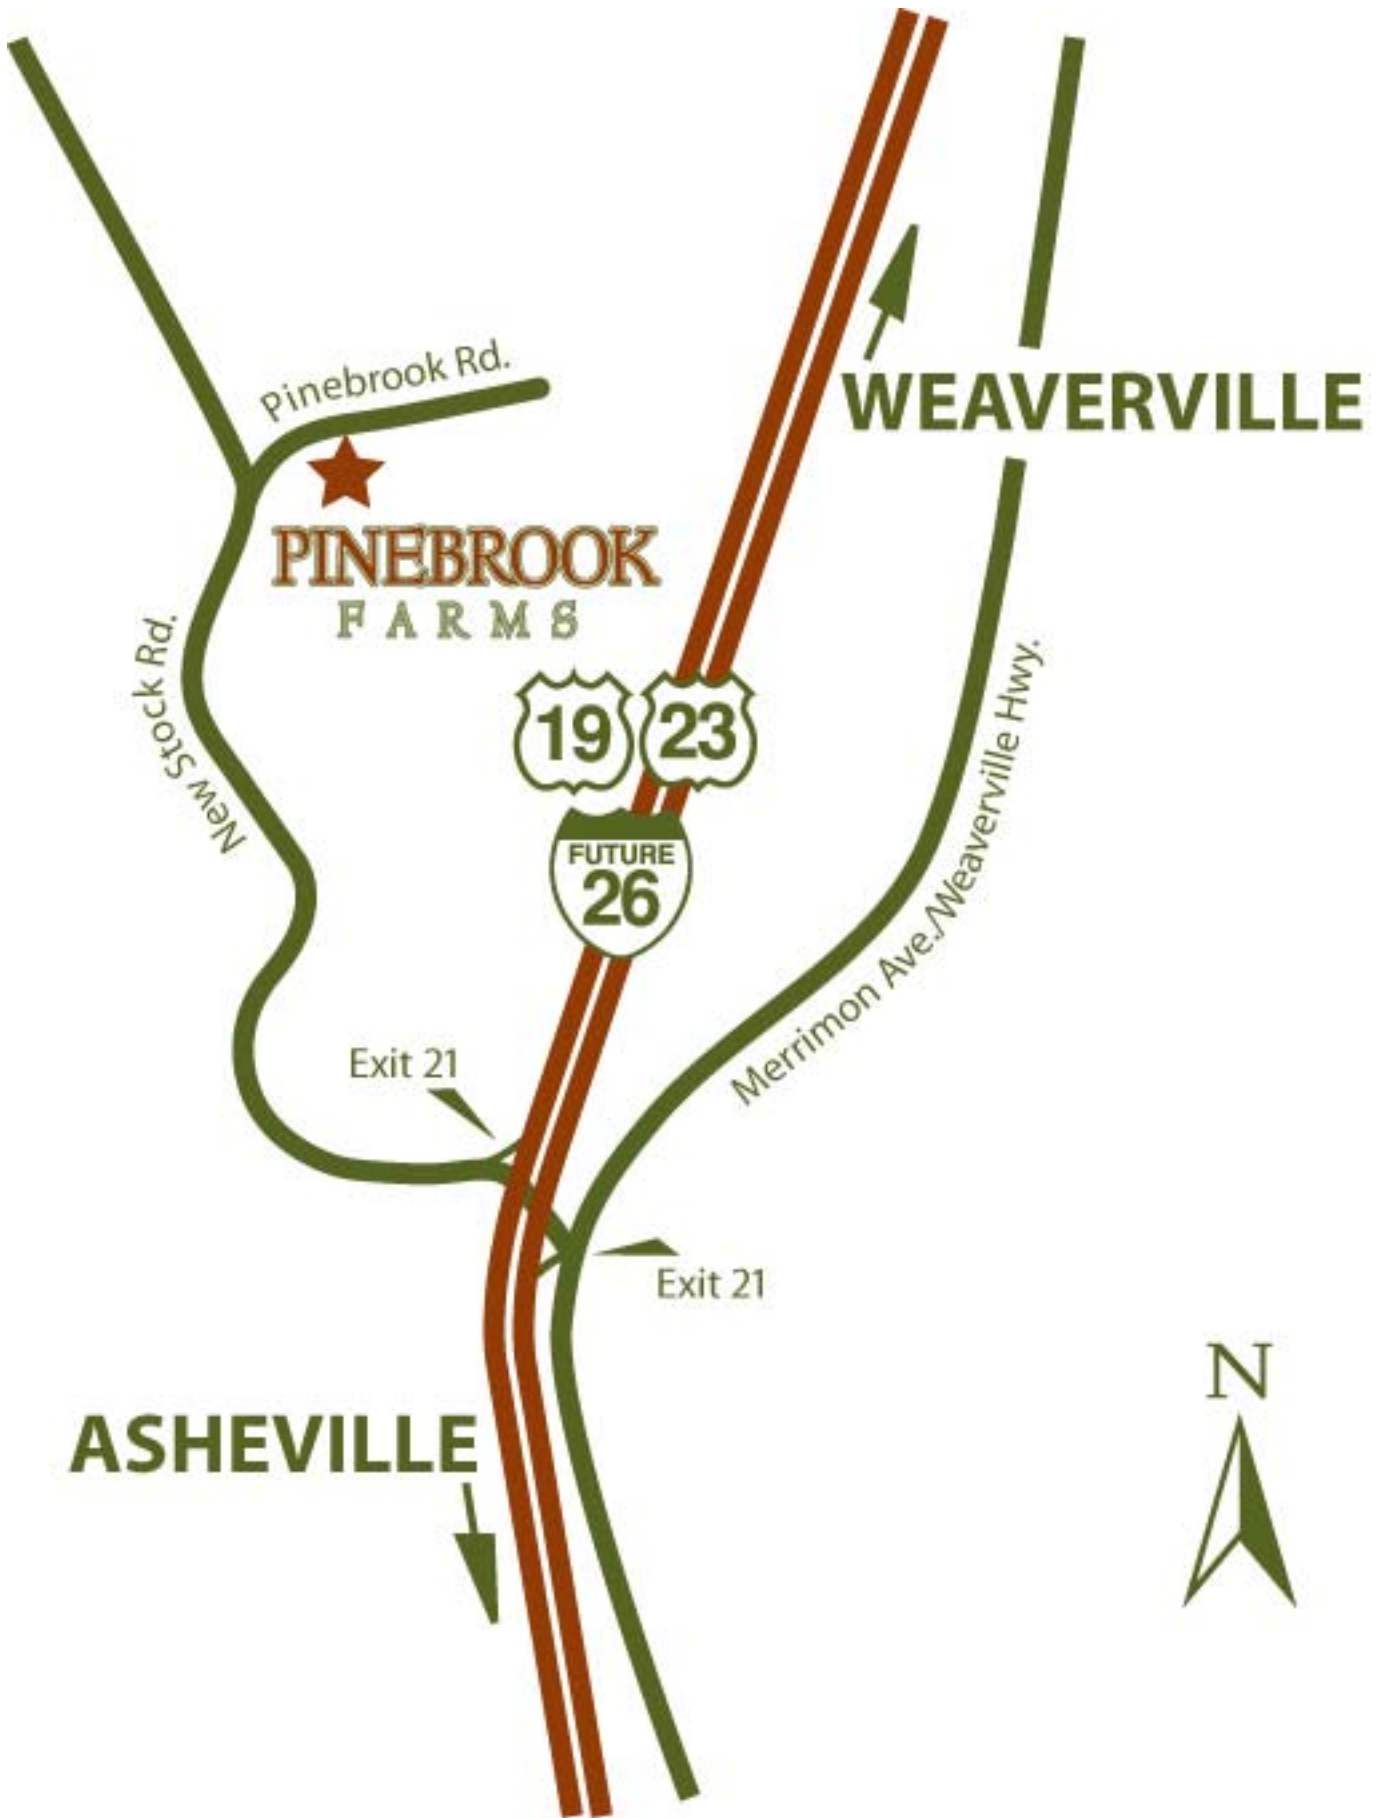 Pinebrook Rd.
WEAVERVILLE
PINEBROOK
FARMS
New Stock Rd.
19
23
FUTURE
26
Merrimon Ave./Weaverville Hwy.
Exit 21
Exit 21
N
ASHEVILLE